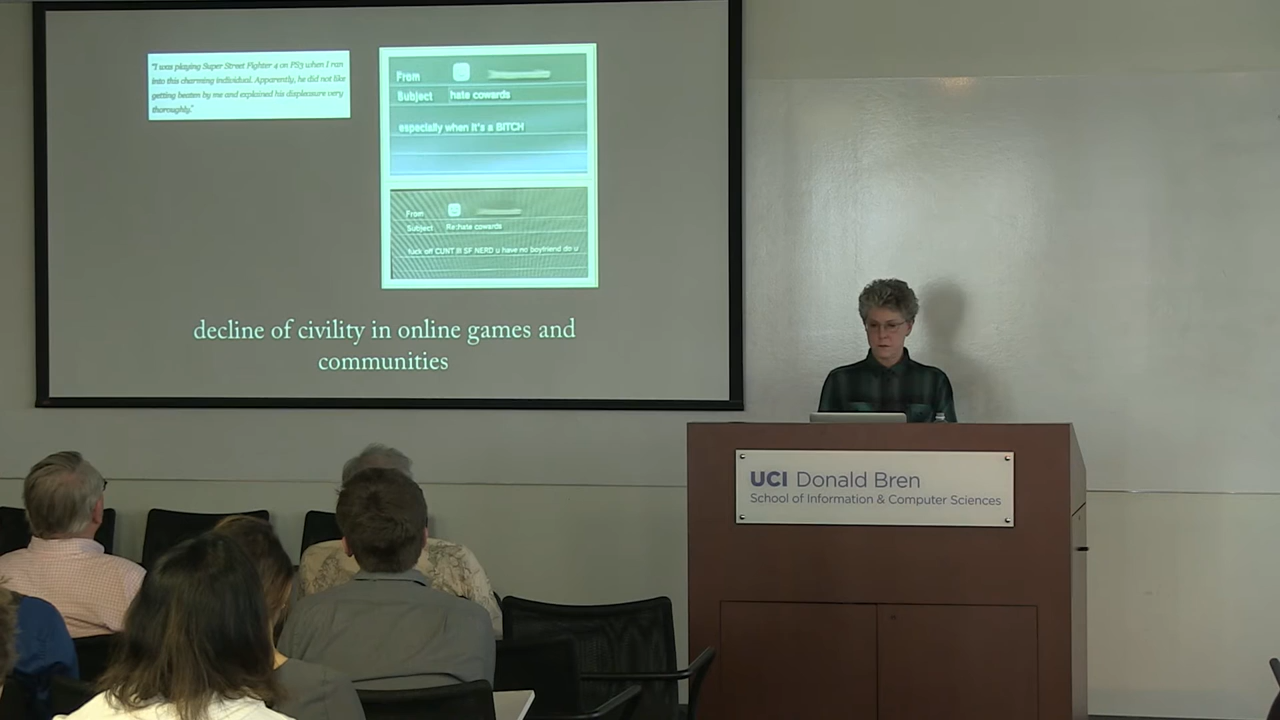 "I was playing Super Street Fighter 4 on PS3 when I ran
into this charming individual. Apparently, he did not like
getting beaten by me and explained his displeasure very
thoroughly."
From
Subject hate cowards
especially when it's a BITCH
From
Subject Re:hate cowards
fuck off CUNT SF NERD u have no boyfriend do u
decline of civility in online games and
communities
UCI Donald Bren
School of Information & Computer Sciences